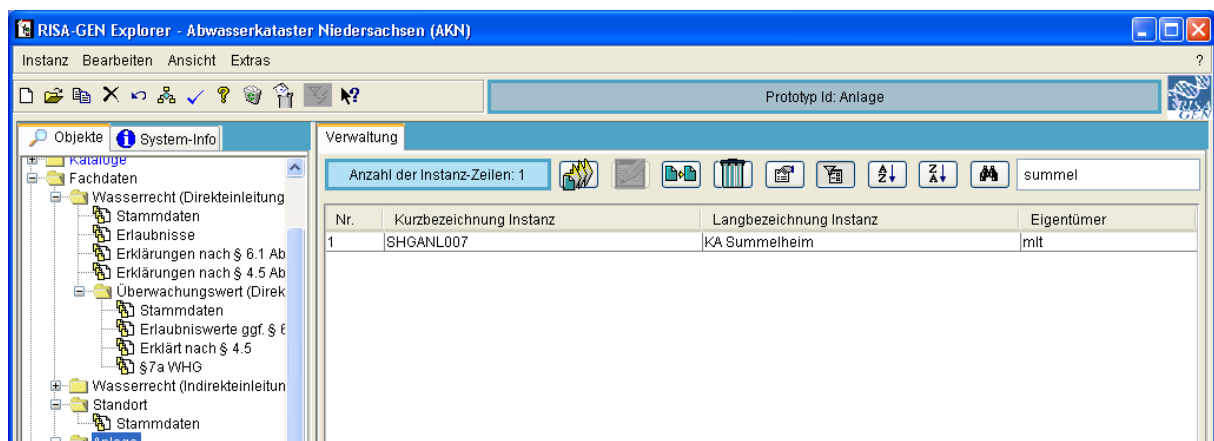 RISA-GEN Explorer - Abwasserkataster Niedersachsen (AKN)
Instanz Bearbeiten Ansicht Extras ?
Prototyp Id: Anlage
RISA GEN
Objekte System-Info
Verwaltung
Kataloge
Fachdaten
Wasserrecht (Direkteinleitung
Stammdaten
Erlaubnisse
Erklärungen nach § 6.1 Ab
Erklärungen nach § 4.5 Ab
Überwachungswert (Direk
Stammdaten
Erlaubniswerte ggf. § 6
Erklärt nach § 4.5
§7a WHG
Wasserrecht (Indirekteinleitun
Standort
Stammdaten
Anlage
Anzahl der Instanz-Zeilen: 1
summel
Nr. Kurzbezeichnung Instanz Langbezeichnung Instanz Eigentümer
1 SHGANL007 KA Summelheim mlt